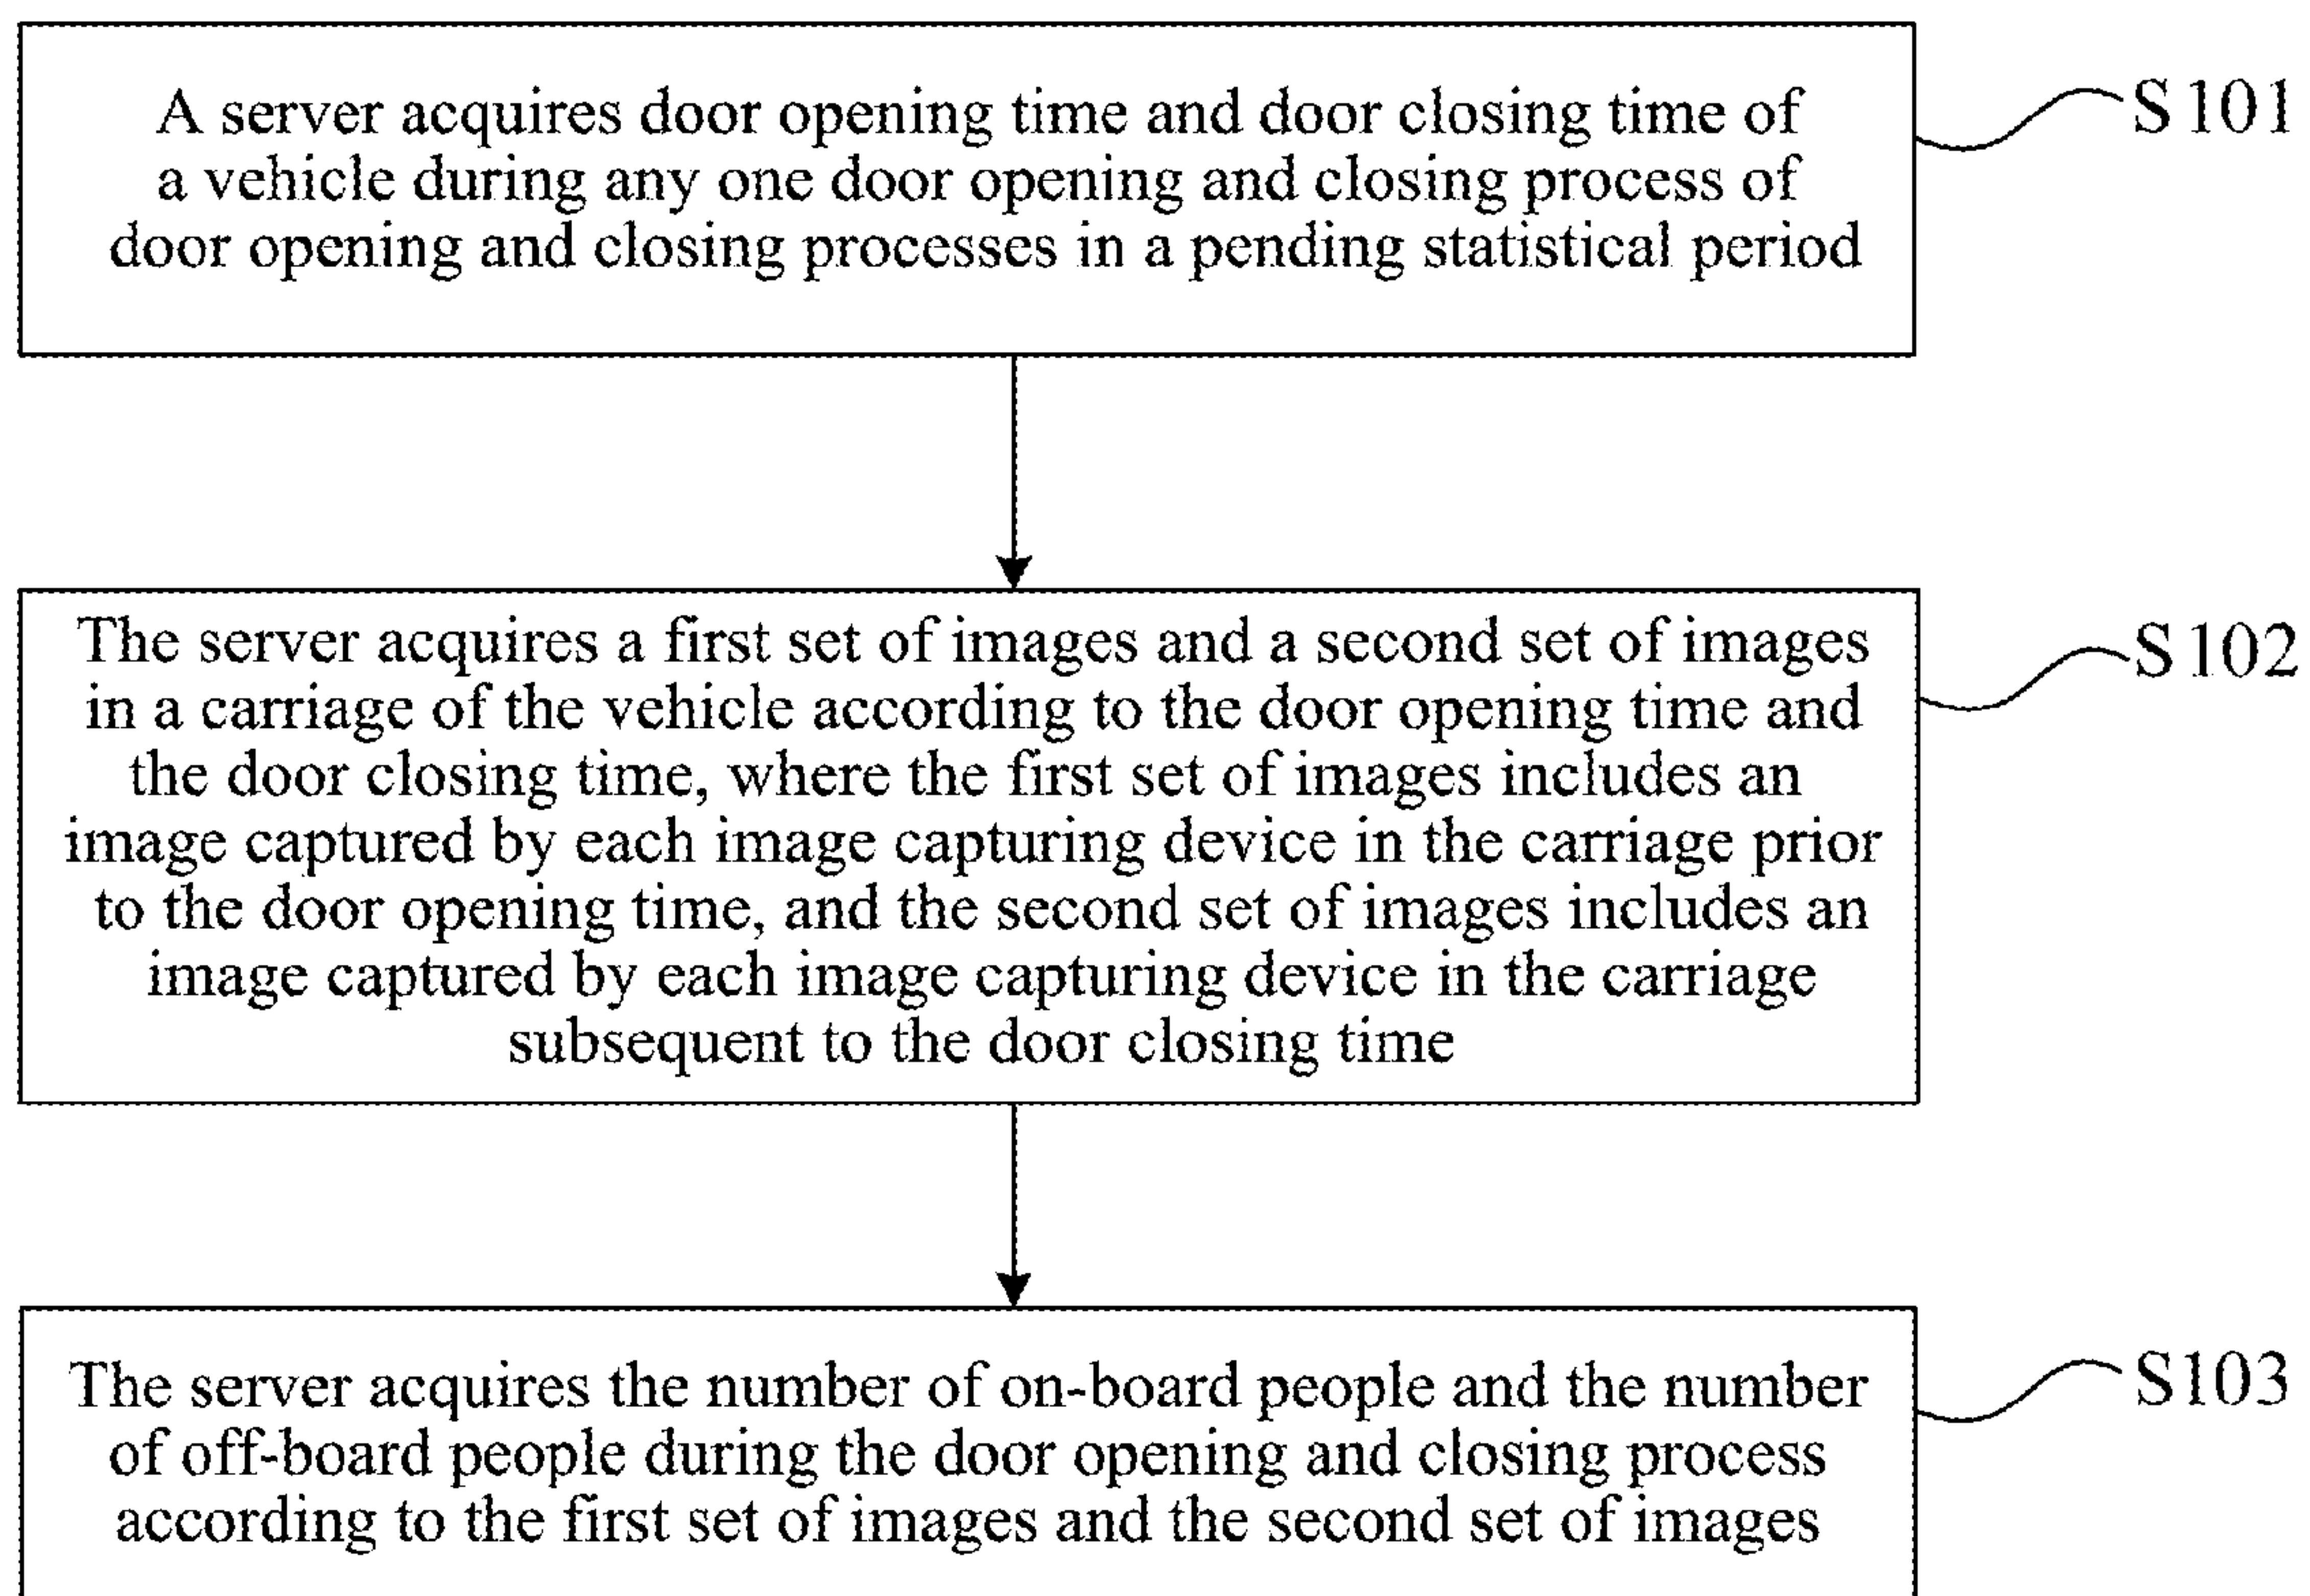 A server acquires door opening time and door closing time of
a vehicle during any one door opening and closing process of
door opening and closing processes in a pending statistical period
S101
The server acquires a first set of images and a second set of images
in a carriage of the vehicle according to the door opening time and
the door closing time, where the first set of images includes an
image captured by each image capturing device in the carriage prior
to the door opening time, and the second set of images includes an
image captured by each image capturing device in the carriage
subsequent to the door closing time
S102
The server acquires the number of on-board people and the number
of off-board people during the door opening and closing process
according to the first set of images and the second set of images
S103